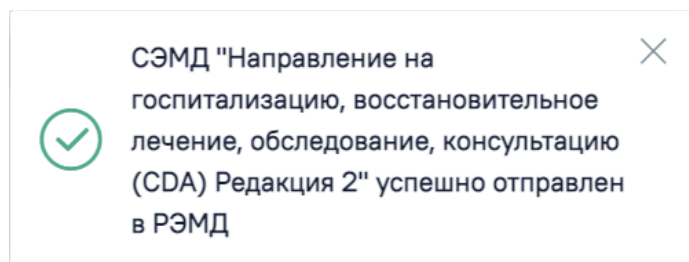 СЭМД "Направление на
госпитализацию, восстановительное
лечение, обследование, консультацию
(CDA) Редакция 2" успешно отправлен
в РЭМД